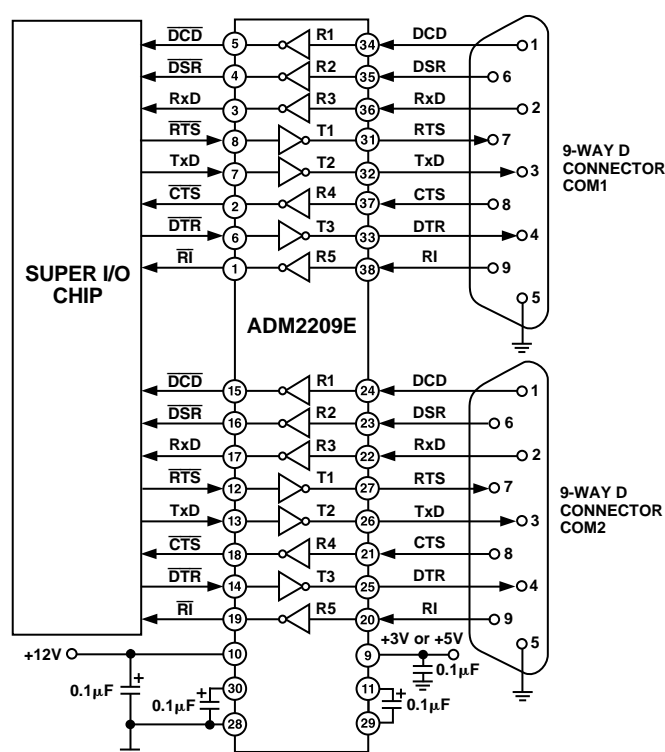 DCD 5 R1 34 DCD 1
DSR 4 R2 35 DSR 6
RxD 3 R3 36 RxD 2
RTS 8 T1 31 RTS 7
TxD 7 T2 32 TxD 3
CTS 2 R4 37 CTS 8
DTR 6 T3 33 DTR 4
RI 1 R5 38 RI 9
5
9-WAY D
CONNECTOR
COM1
SUPER I/O
CHIP
ADM2209E
DCD 15 R1 24 DCD 1
DSR 16 R2 23 DSR 6
RxD 17 R3 22 RxD 2
RTS 12 T1 27 RTS 7
TxD 13 T2 26 TxD 3
CTS 18 R4 21 CTS 8
DTR 14 T3 25 DTR 4
RI 19 R5 20 RI 9
5
9-WAY D
CONNECTOR
COM2
+12V 10 9 +3V or +5V
0.1μF
+ 0.1μF
30 11 +
+ 0.1μF 0.1μF
28 29